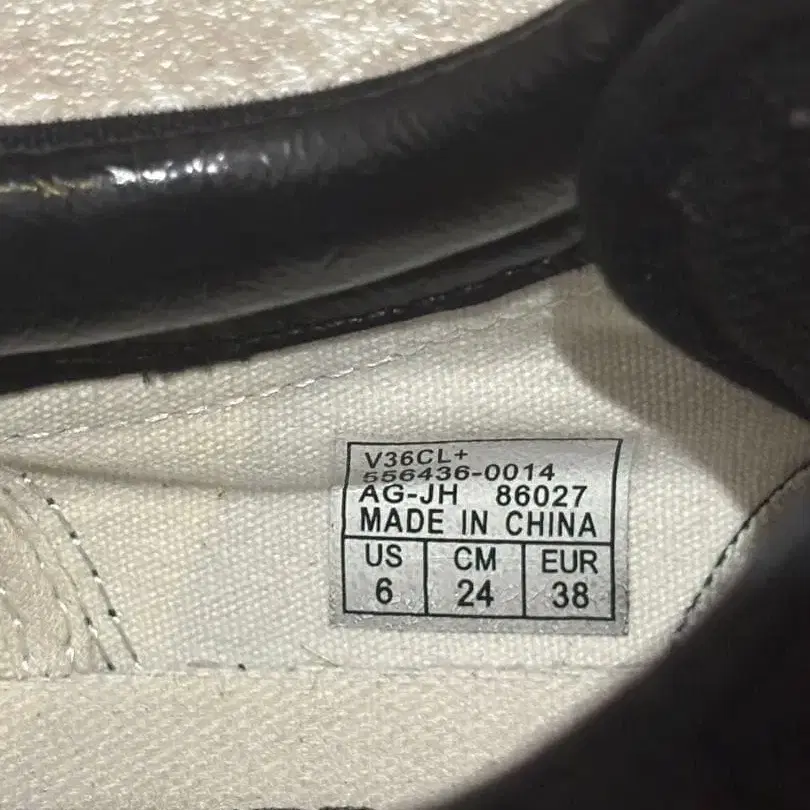 V36CL+
556436-0014
AG-JH 86027
MADE IN CHINA
US CM EUR
6 24 38